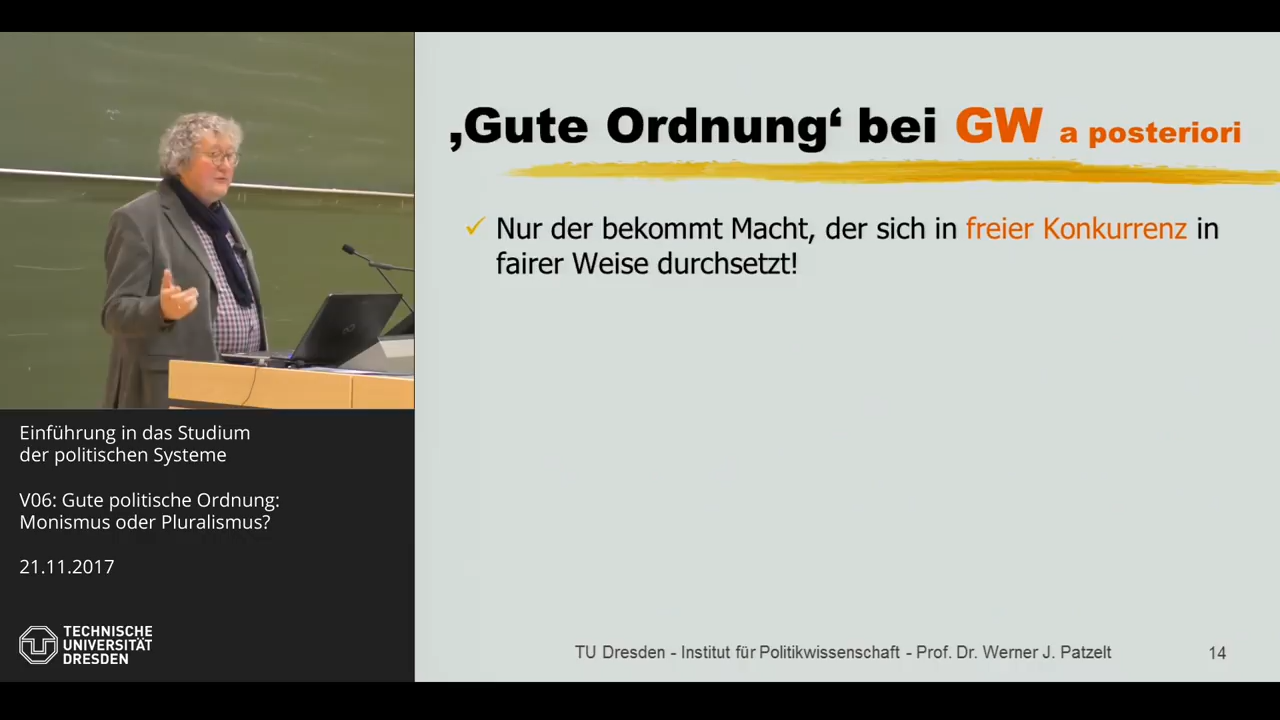 ‚Gute Ordnung‘ bei GW a posteriori
✓ Nur der bekommt Macht, der sich in freier Konkurrenz in
fairer Weise durchsetzt!
Einführung in das Studium
der politischen Systeme
V06: Gute politische Ordnung:
Monismus oder Pluralismus?
21.11.2017
TECHNISCHE
UNIVERSITÄT
DRESDEN
TU Dresden - Institut für Politikwissenschaft - Prof. Dr. Werner J. Patzelt 14